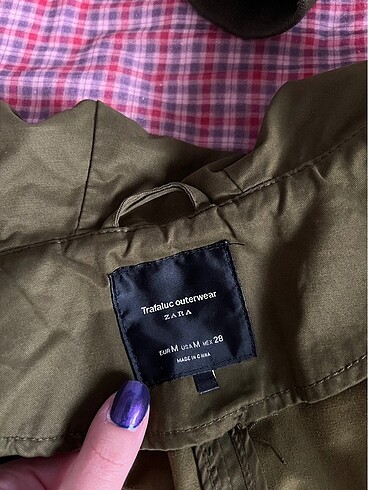 Trafaluc outerwear
ZARA
EUR M USA M MEX 28
MADE IN CHINA